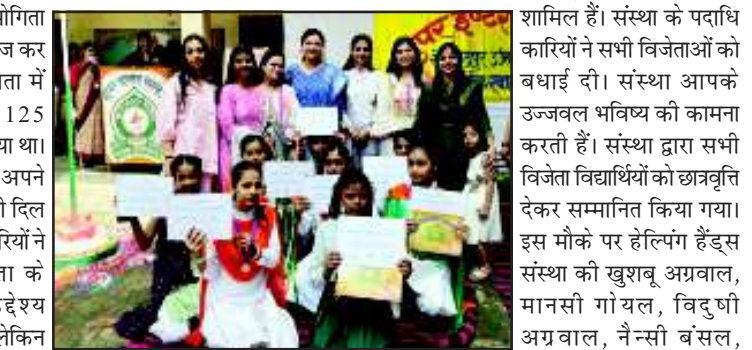 योगिता
ज कर
ता में
125
या था।
अपने
ी दिल
रियों ने
ता को
द्देश्य
लेकिन
शामिल हैं। संस्था के पदाधि
कारियों ने सभी विजेताओं को
बधाई दी। संस्था आपके
उज्जवल भविष्य की कामना
करती हैं। संस्था द्वारा सभी
विजेता विद्यार्थियों को छात्रवृत्ति
देकर सम्मानित किया गया।
इस मौके पर हेल्पिंग हैंड्स
संस्था की खुशबू अग्रवाल,
मानसी गोयल, विदुषी
अग्रवाल, नैन्सी बंसल,